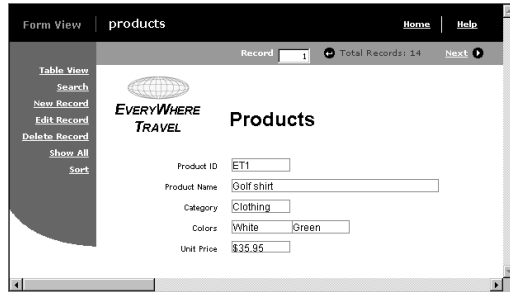 Form View products Home Help
Record 1 Total Records: 14 Next
Table View
Search
New Record
Edit Record
Delete Record
Show All
Sort
EVERYWHERE
TRAVEL
Products
Product ID ET1
Product Name Golf shirt
Category Clothing
Colors White Green
Unit Price $35.95